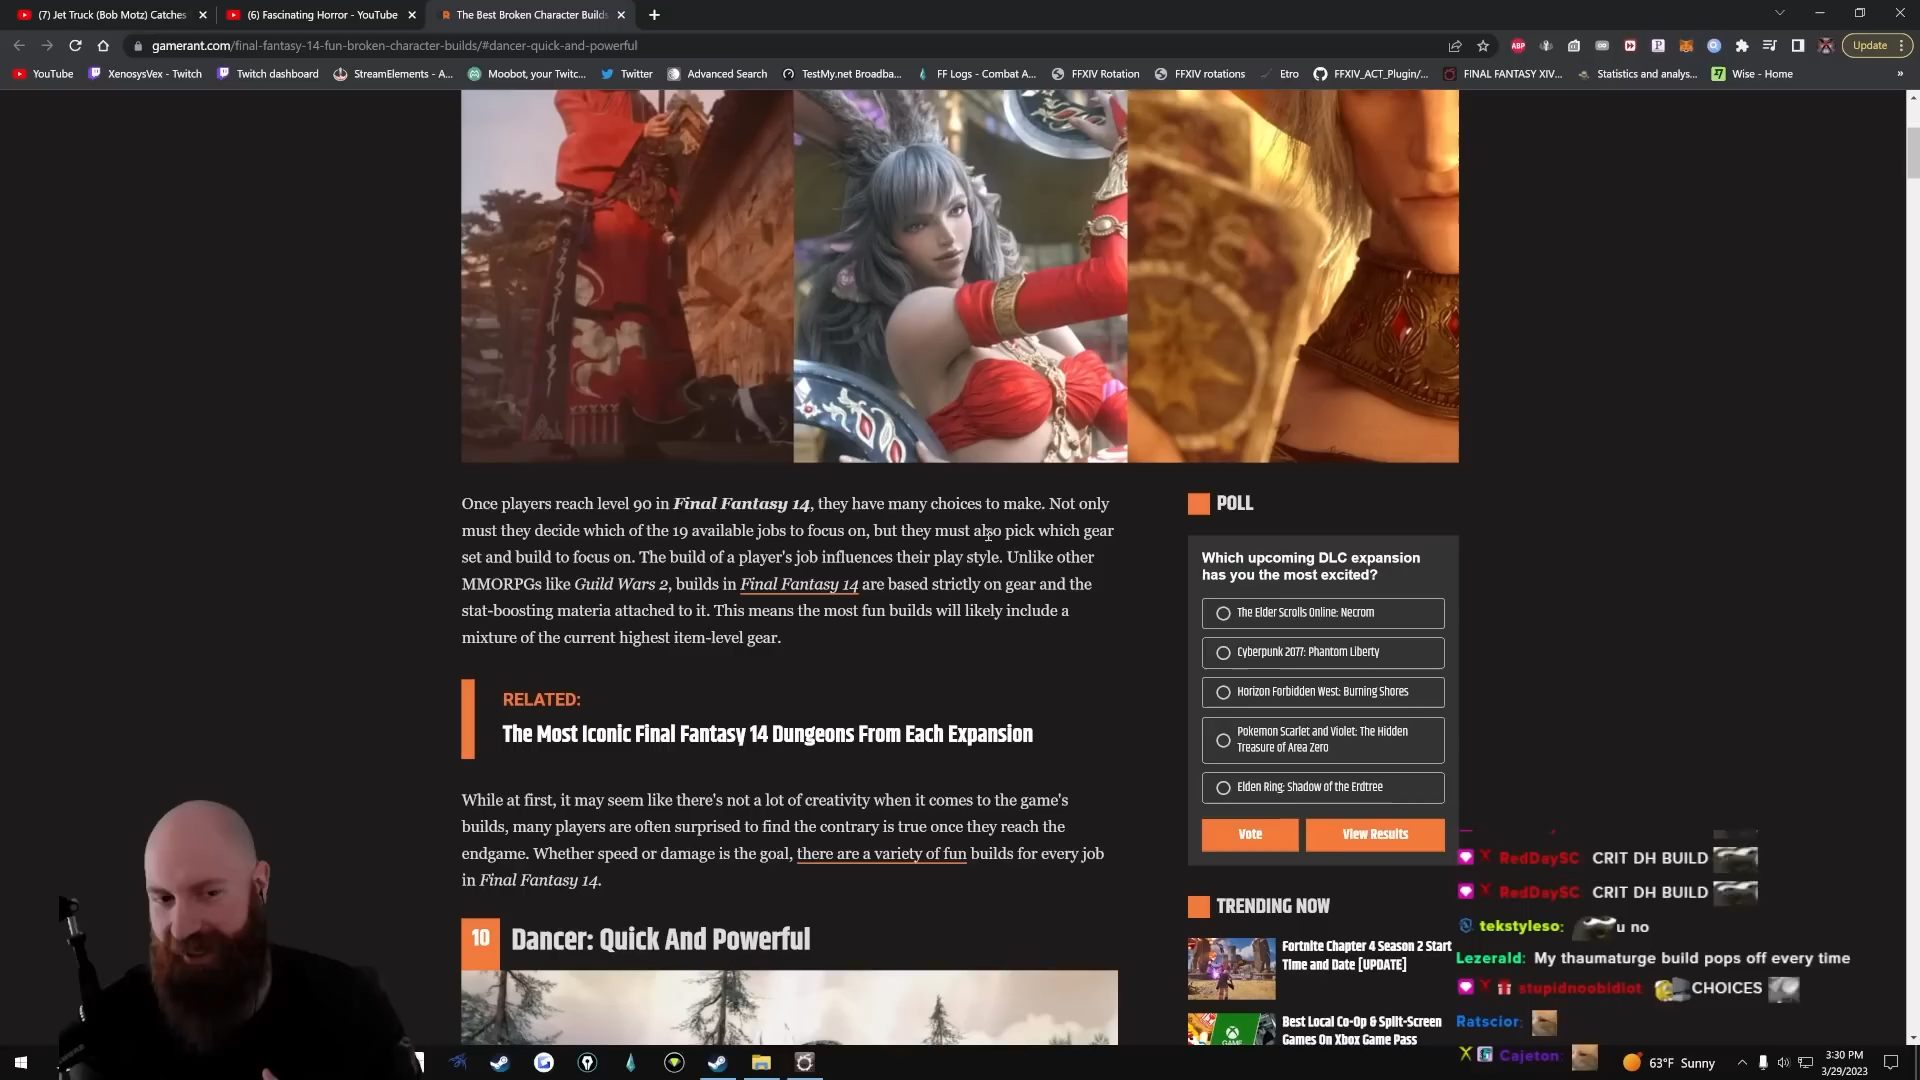 (7) Jet Truck (Bob Motz) Catches
(6) Fascinating Horror - YouTube
The Best Broken Character Builds
gamerant.com/final-fantasy-14-fun-broken-character-builds/#dancer-quick-and-powerful
ABP
Update
YouTube
XenosysVex - Twitch
Twitch dashboard
StreamElements - A...
Moobot, your Twitc...
Twitter
Advanced Search
TestMy.net Broadba...
FF Logs - Combat A...
FFXIV Rotation
FFXIV rotations
Etro
FFXIV_ACT_Plugin/...
FINAL FANTASY XIV...
Statistics and analys...
Wise - Home
»
Once players reach level 90 in Final Fantasy 14, they have many choices to make. Not only
must they decide which of the 19 available jobs to focus on, but they must also pick which gear
set and build to focus on. The build of a player's job influences their play style. Unlike other
MMORPGs like Guild Wars 2, builds in Final Fantasy 14 are based strictly on gear and the
stat-boosting materia attached to it. This means the most fun builds will likely include a
mixture of the current highest item-level gear.
RELATED:
The Most Iconic Final Fantasy 14 Dungeons From Each Expansion
While at first, it may seem like there's not a lot of creativity when it comes to the game's
builds, many players are often surprised to find the contrary is true once they reach the
endgame. Whether speed or damage is the goal, there are a variety of fun builds for every job
in Final Fantasy 14.
10 Dancer: Quick And Powerful
POLL
Which upcoming DLC expansion
has you the most excited?
The Elder Scrolls Online: Necrom
Cyberpunk 2077: Phantom Liberty
Horizon Forbidden West: Burning Shores
Pokemon Scarlet and Violet: The Hidden
Treasure of Area Zero
Elden Ring: Shadow of the Erdtree
Vote
View Results
TRENDING NOW
Fortnite Chapter 4 Season 2 Start
Time and Date [UPDATE]
Best Local Co-Op & Split-Screen
Games On Xbox Game Pass
RedDaySC CRIT DH BUILD
RedDaySC CRIT DH BUILD
tekstyleso: u no
Lezerald: My thaumaturge build pops off every time
stupidnoobidiot CHOICES
Ratscior:
Cajeton:
63°F Sunny
3:30 PM
3/29/2023